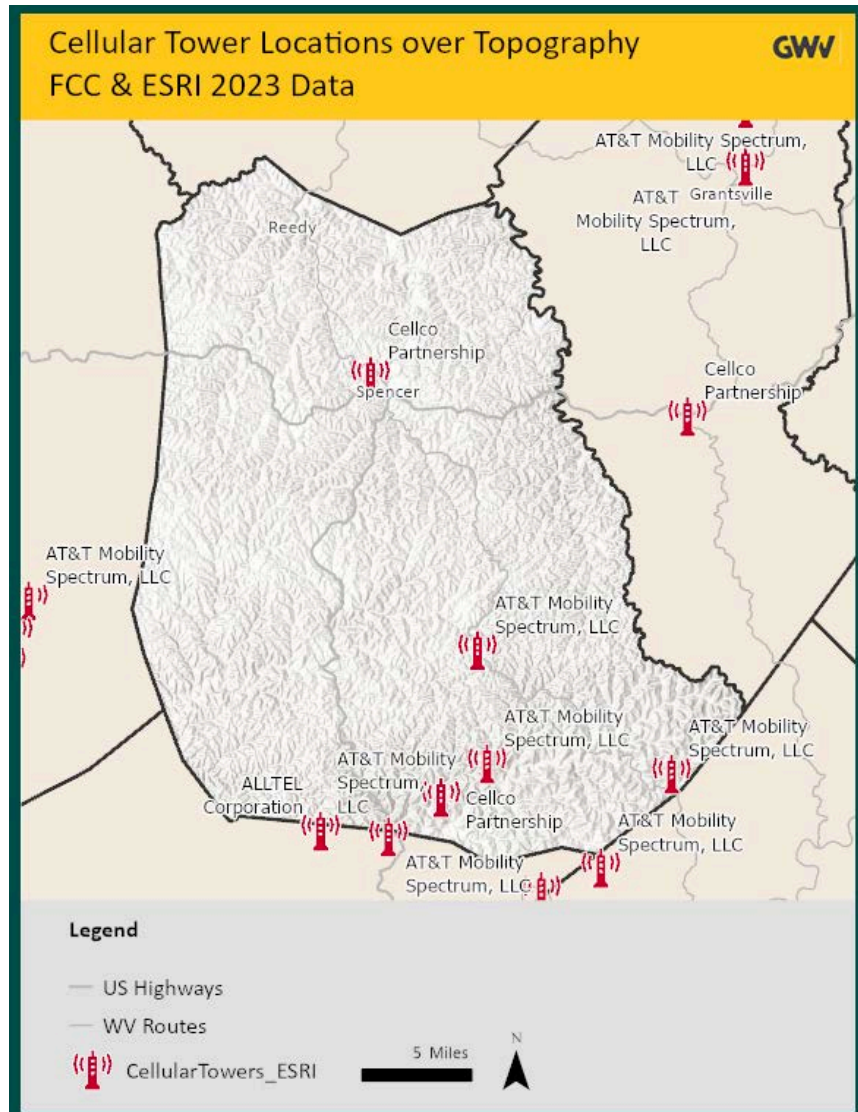 Cellular Tower Locations over Topography
FCC & ESRI 2023 Data
GWV
AT&T Mobility Spectrum,
LLC
AT&T
Mobility Spectrum,
LLC
Grantsville
Reedy
Cellco
Partnership
Spencer
Cellco
Partnership
AT&T Mobility
Spectrum, LLC
AT&T Mobility
Spectrum, LLC
AT&T Mobility
Spectrum, LLC
AT&T Mobility
Spectrum, LLC
AT&T Mobility
Spectrum,
LLC
ALLTEL
Corporation
Cellco
Partnership
AT&T Mobility
Spectrum, LLC
AT&T Mobility
Spectrum, LLC
Legend
US Highways
WV Routes
CellularTowers_ESRI
5 Miles
N